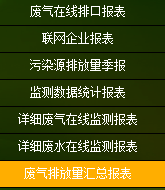 废气在线排口报表
联网企业报表
污染源排放量季报
监测数据统计报表
详细废气在线监测报表
详细废水在线监测报表
废气排放量汇总报表